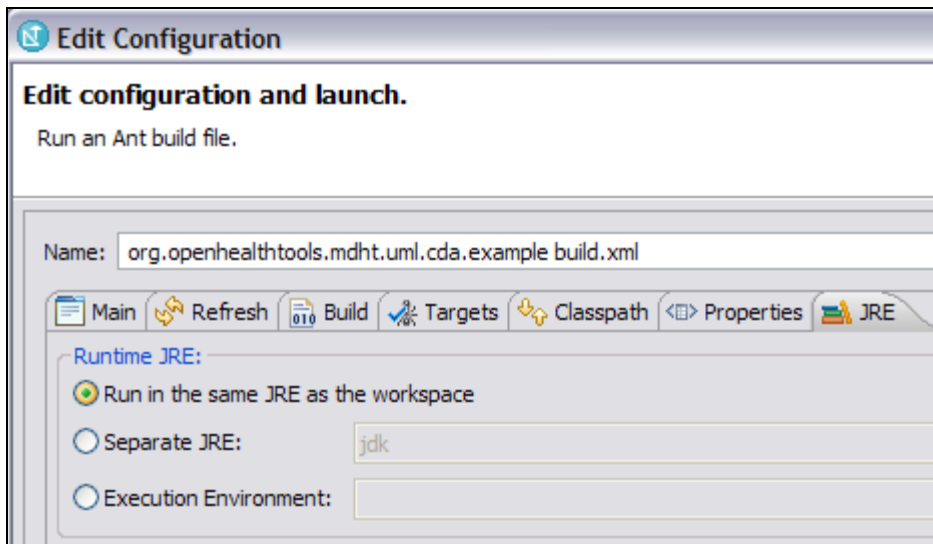 Edit Configuration
Edit configuration and launch.
Run an Ant build file.
Name: org.openhealthtools.mdht.uml.cda.example build.xml
Main Refresh Build Targets Classpath Properties JRE
Runtime JRE:
Run in the same JRE as the workspace
Separate JRE: jdk
Execution Environment: